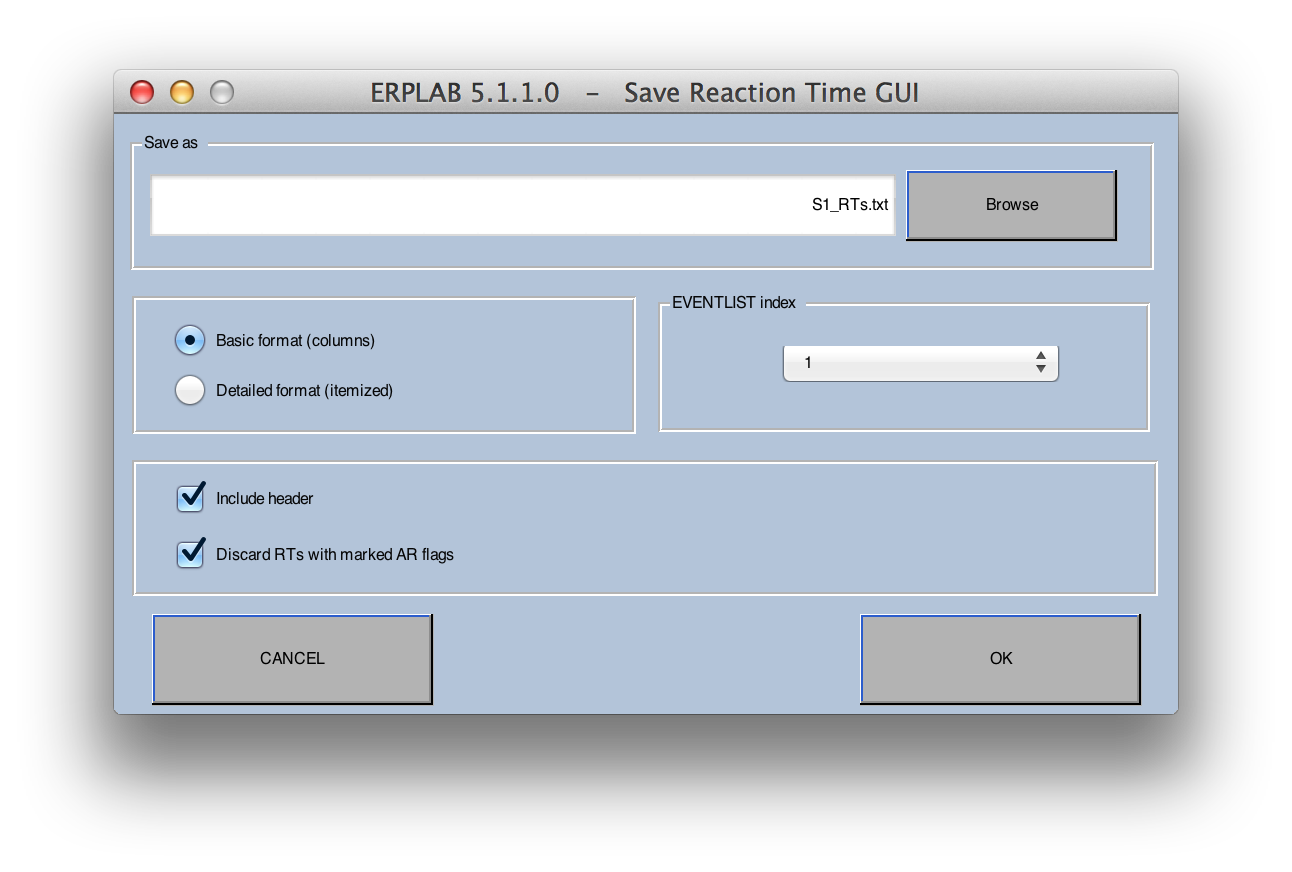 ERPLAB 5.1.1.0 - Save Reaction Time GUI
Save as
S1_RTs.txt
Browse
Basic format (columns)
Detailed format (itemized)
EVENTLIST index
1
Include header
Discard RTs with marked AR flags
CANCEL
OK